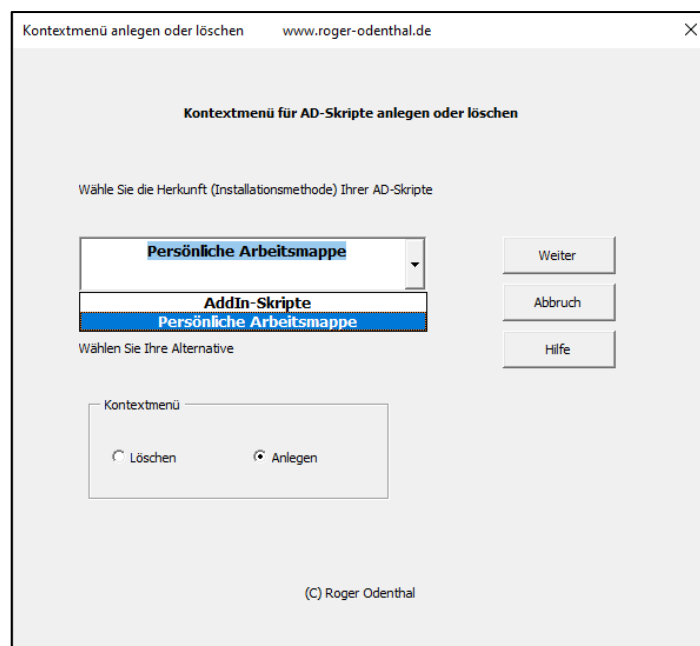 Kontextmenü anlegen oder löschen www.roger-odenthal.de
Kontextmenü für AD-Skripte anlegen oder löschen
Wähle Sie die Herkunft (Installationsmethode) Ihrer AD-Skripte
Persönliche Arbeitsmappe
AddIn-Skripte
Persönliche Arbeitsmappe
Weiter
Abbruch
Hilfe
Wählen Sie Ihre Alternative
Kontextmenü
Löschen Anlegen
(C) Roger Odenthal